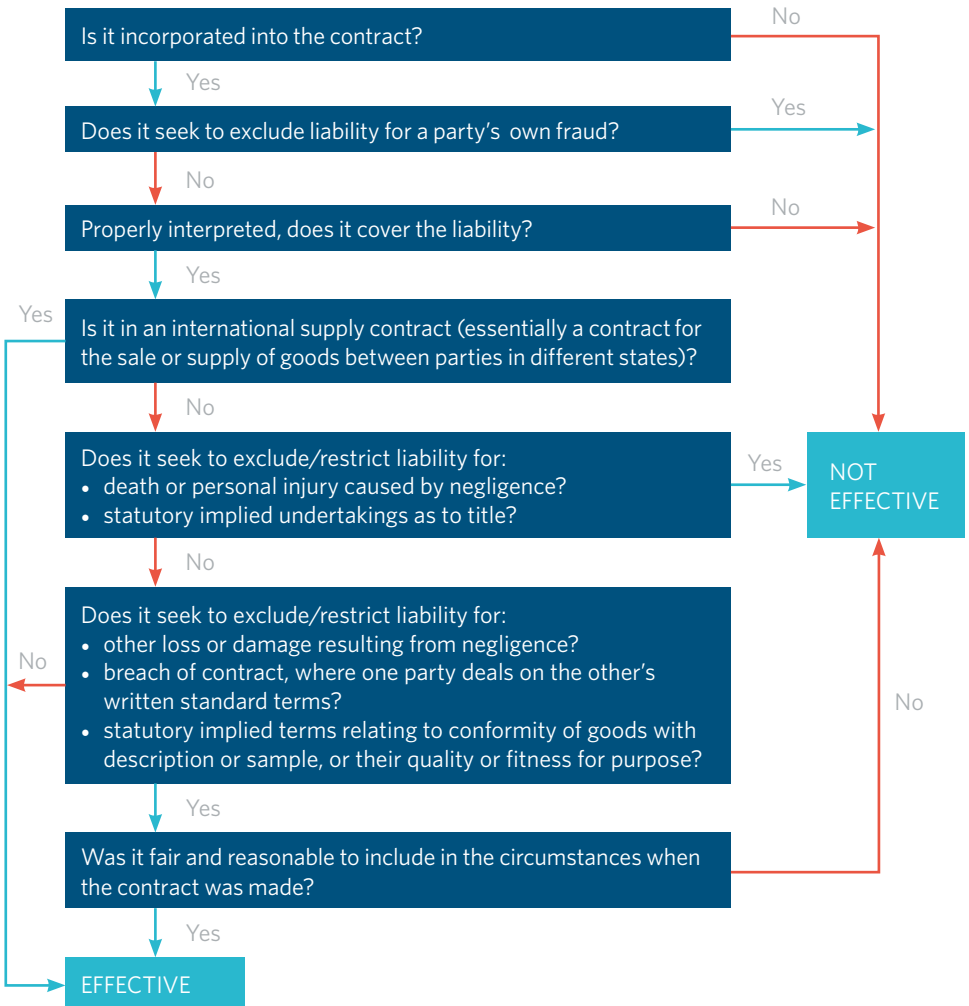 No
Is it incorporated into the contract?
Yes
Does it seek to exclude liability for a party's own fraud?
Yes
No
Properly interpreted, does it cover the liability?
No
Yes
Yes
Is it in an international supply contract (essentially a contract for
the sale or supply of goods between parties in different states)?
No
Does it seek to exclude/restrict liability for:
• death or personal injury caused by negligence?
• statutory implied undertakings as to title?
Yes
NOT
EFFECTIVE
No
Does it seek to exclude/restrict liability for:
• other loss or damage resulting from negligence?
• breach of contract, where one party deals on the other's
written standard terms?
• statutory implied terms relating to conformity of goods with
description or sample, or their quality or fitness for purpose?
No
No
Yes
Was it fair and reasonable to include in the circumstances when
the contract was made?
Yes
EFFECTIVE